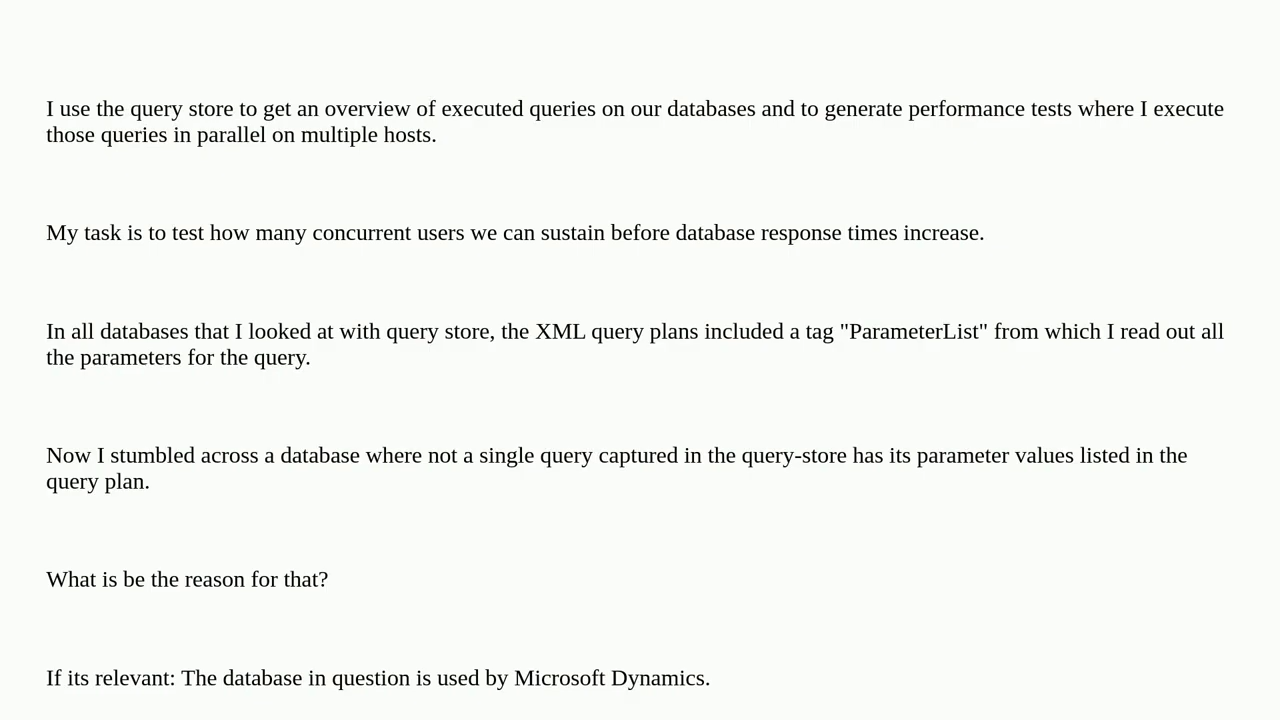 I use the query store to get an overview of executed queries on our databases and to generate performance tests where I execute
those queries in parallel on multiple hosts.
My task is to test how many concurrent users we can sustain before database response times increase.
In all databases that I looked at with query store, the XML query plans included a tag "ParameterList" from which I read out all
the parameters for the query.
Now I stumbled across a database where not a single query captured in the query-store has its parameter values listed in the
query plan.
What is be the reason for that?
If its relevant: The database in question is used by Microsoft Dynamics.